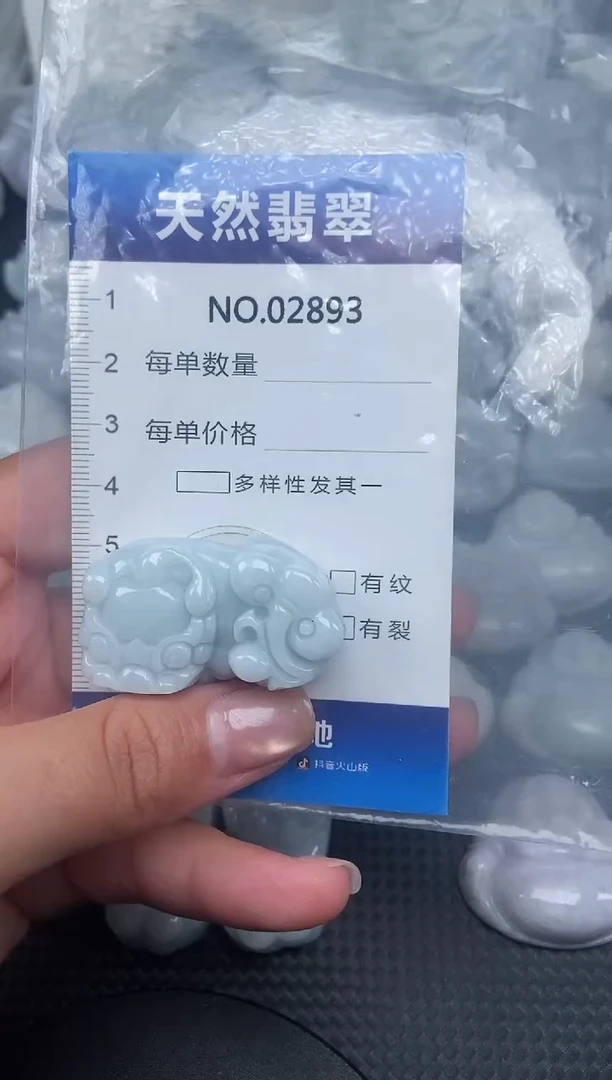 天然翡翠
NO.02893
1
2
每单数量
3
每单价格
4
多样性发其一
5
有纹
有裂
地
抖音火山版